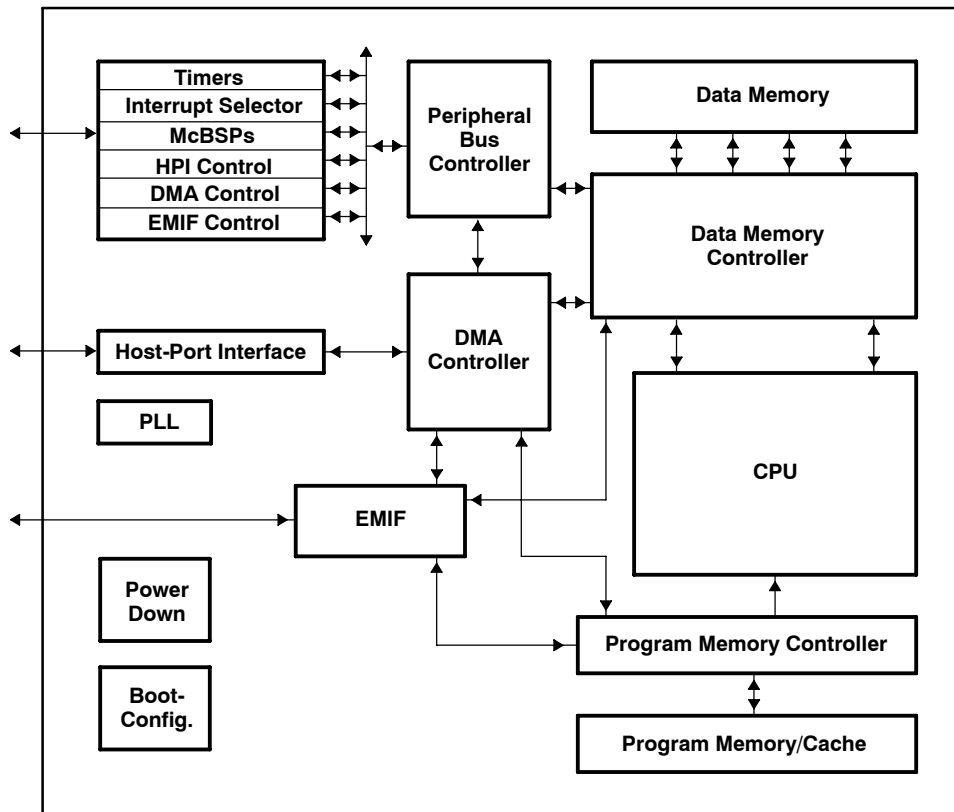 Timers
Interrupt Selector
McBSPs
HPI Control
DMA Control
EMIF Control
Peripheral
Bus
Controller
Data Memory
Data Memory
Controller
Host-Port Interface
DMA
Controller
PLL
CPU
EMIF
Power
Down
Program Memory Controller
Boot-
Config.
Program Memory/Cache